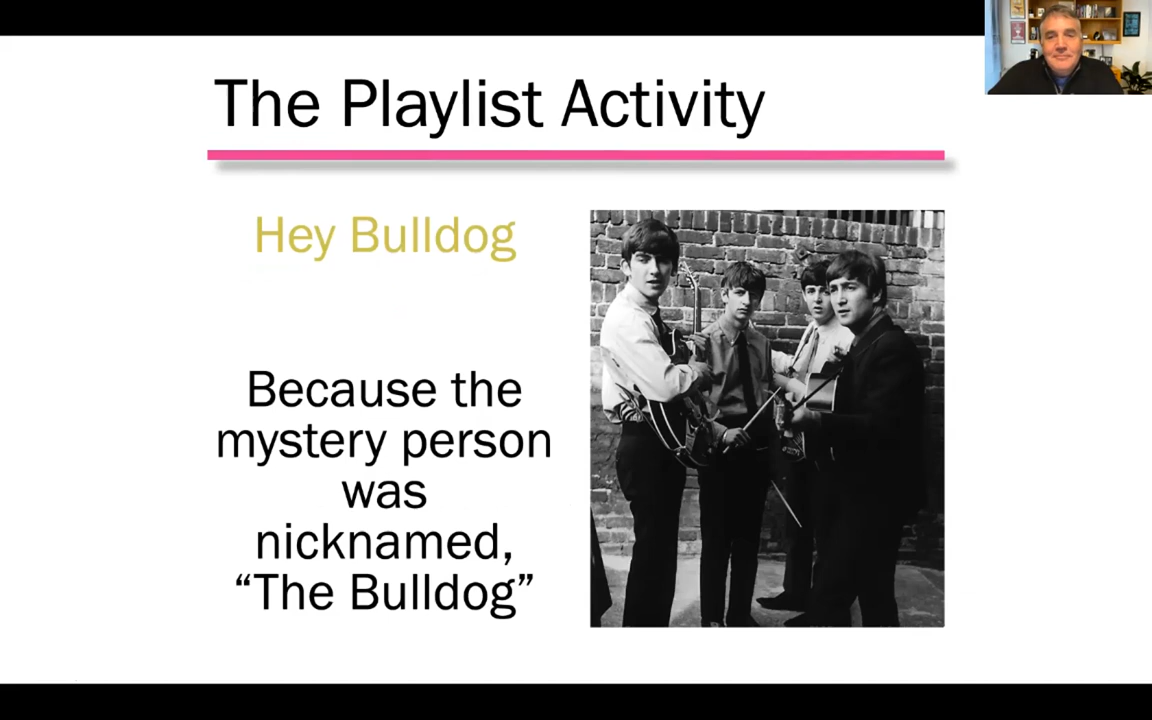 The Playlist Activity
Hey Bulldog
Because the
mystery person
was
nicknamed,
“The Bulldog”